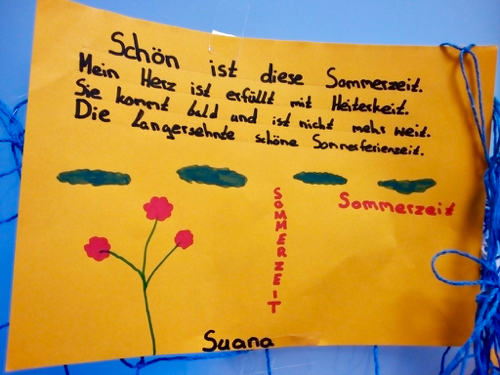 Schön ist diese Sommerzeit.
Mein Herz ist erfüllt mit Heiterkeit.
Sie kommt bald und ist nicht mehr weit.
Die langersehnte schöne Sommerferienzeit.
SOMMERZEIT
Sommerzeit
Suana